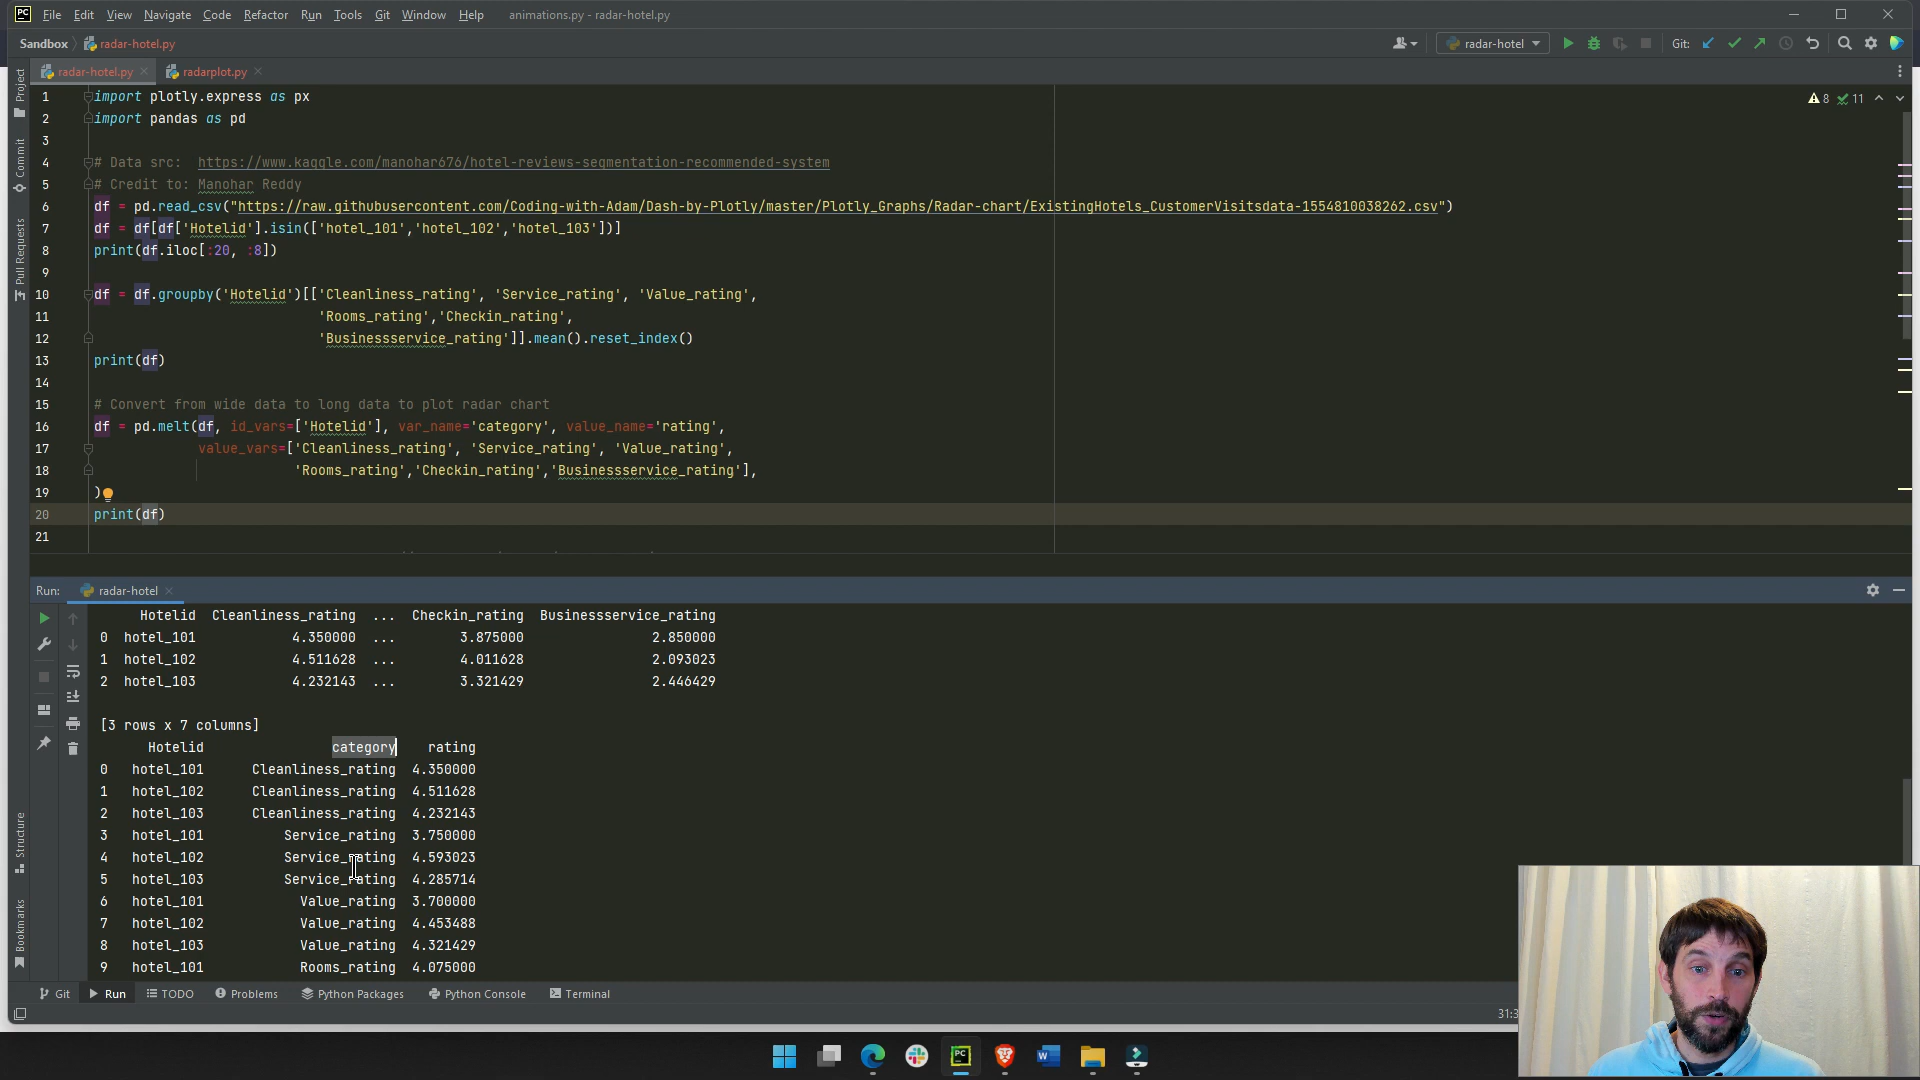 PC File Edit View Navigate Code Refactor Run Tools Git Window Help animations.py - radar-hotel.py
Sandbox radar-hotel.py radar-hotel Git:
radar-hotel.py radarplot.py
8 11
1 import plotly.express as px
2 import pandas as pd
3
4 # Data src: https://www.kaggle.com/manohar676/hotel-reviews-segmentation-recommended-system
5 # Credit to: Manohar Reddy
6 df = pd.read_csv("https://raw.githubusercontent.com/Coding-with-Adam/Dash-by-Plotly/master/Plotly_Graphs/Radar-chart/ExistingHotels_CustomerVisitsdata-1554810038262.csv")
7 df = df[df['Hotelid'].isin(['hotel_101','hotel_102','hotel_103'])]
8 print(df.iloc[:20, :8])
9
10 df = df.groupby('Hotelid')[['Cleanliness_rating', 'Service_rating', 'Value_rating',
11 'Rooms_rating','Checkin_rating',
12 'Businessservice_rating']].mean().reset_index()
13 print(df)
14
15 # Convert from wide data to long data to plot radar chart
16 df = pd.melt(df, id_vars=['Hotelid'], var_name='category', value_name='rating',
17 value_vars=['Cleanliness_rating', 'Service_rating', 'Value_rating',
18 'Rooms_rating','Checkin_rating','Businessservice_rating'],
19 )
20 print(df)
21
Run: radar-hotel
Hotelid Cleanliness_rating ... Checkin_rating Businessservice_rating
0 hotel_101 4.350000 ... 3.875000 2.850000
1 hotel_102 4.511628 ... 4.011628 2.093023
2 hotel_103 4.232143 ... 3.321429 2.446429
[3 rows x 7 columns]
Hotelid category rating
0 hotel_101 Cleanliness_rating 4.350000
1 hotel_102 Cleanliness_rating 4.511628
2 hotel_103 Cleanliness_rating 4.232143
3 hotel_101 Service_rating 3.750000
4 hotel_102 Service_rating 4.593023
5 hotel_103 Service_rating 4.285714
6 hotel_101 Value_rating 3.700000
7 hotel_102 Value_rating 4.453488
8 hotel_103 Value_rating 4.321429
9 hotel_101 Rooms_rating 4.075000
Git Run TODO Problems Python Packages Python Console Terminal
31:3
Project
Commit
Pull Requests
Structure
Bookmarks
PC W